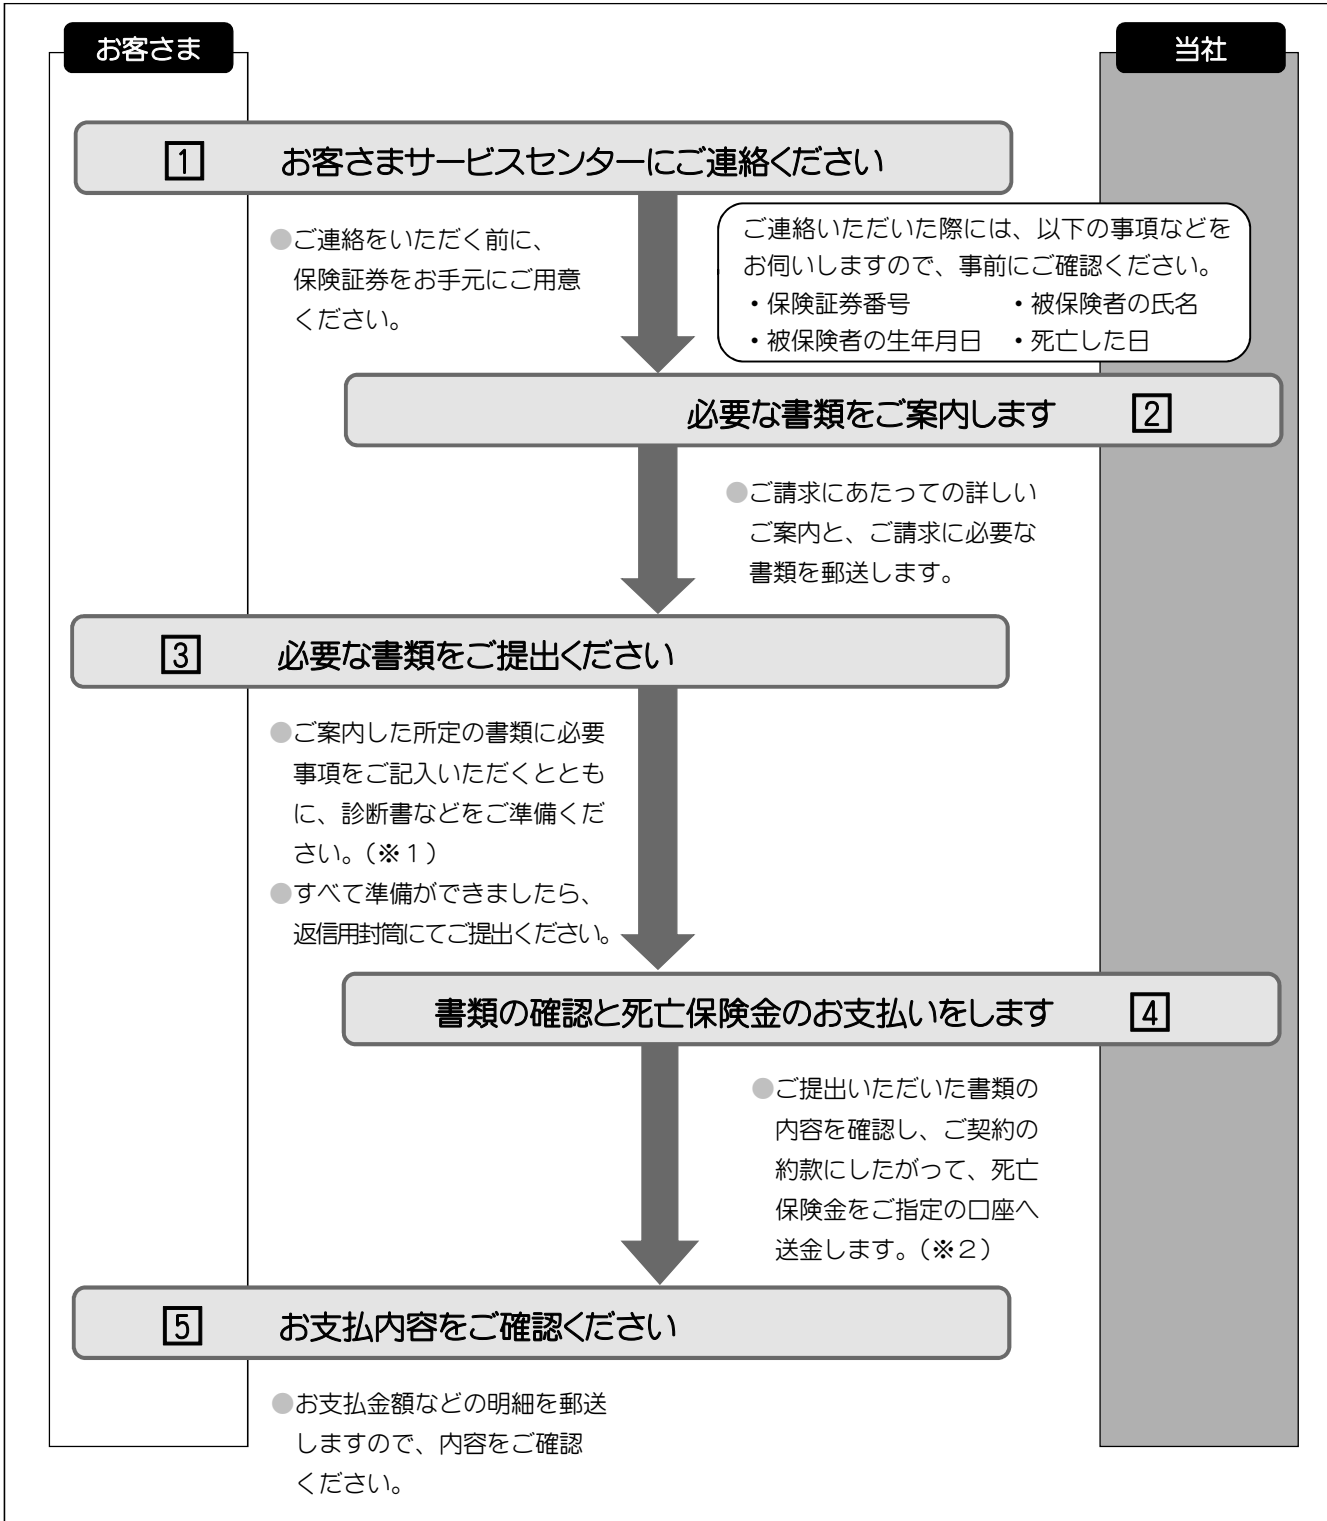 お客さま
当社
1 お客さまサービスセンターにご連絡ください
●ご連絡をいただく前に、
保険証券をお手元にご用意
ください。
ご連絡いただいた際には、以下の事項などを
お伺いしますので、事前にご確認ください。
・保険証券番号 ・被保険者の氏名
・被保険者の生年月日 ・死亡した日
必要な書類をご案内します 2
●ご請求にあたっての詳しい
ご案内と、ご請求に必要な
書類を郵送します。
3 必要な書類をご提出ください
●ご案内した所定の書類に必要
事項をご記入いただくととも
に、診断書などをご準備くだ
さい。(※1)
●すべて準備ができましたら、
返信用封筒にてご提出ください。
書類の確認と死亡保険金のお支払いをします 4
●ご提出いただいた書類の
内容を確認し、ご契約の
約款にしたがって、死亡
保険金をご指定の口座へ
送金します。(※2)
5 お支払内容をご確認ください
●お支払金額などの明細を郵送
しますので、内容をご確認
ください。